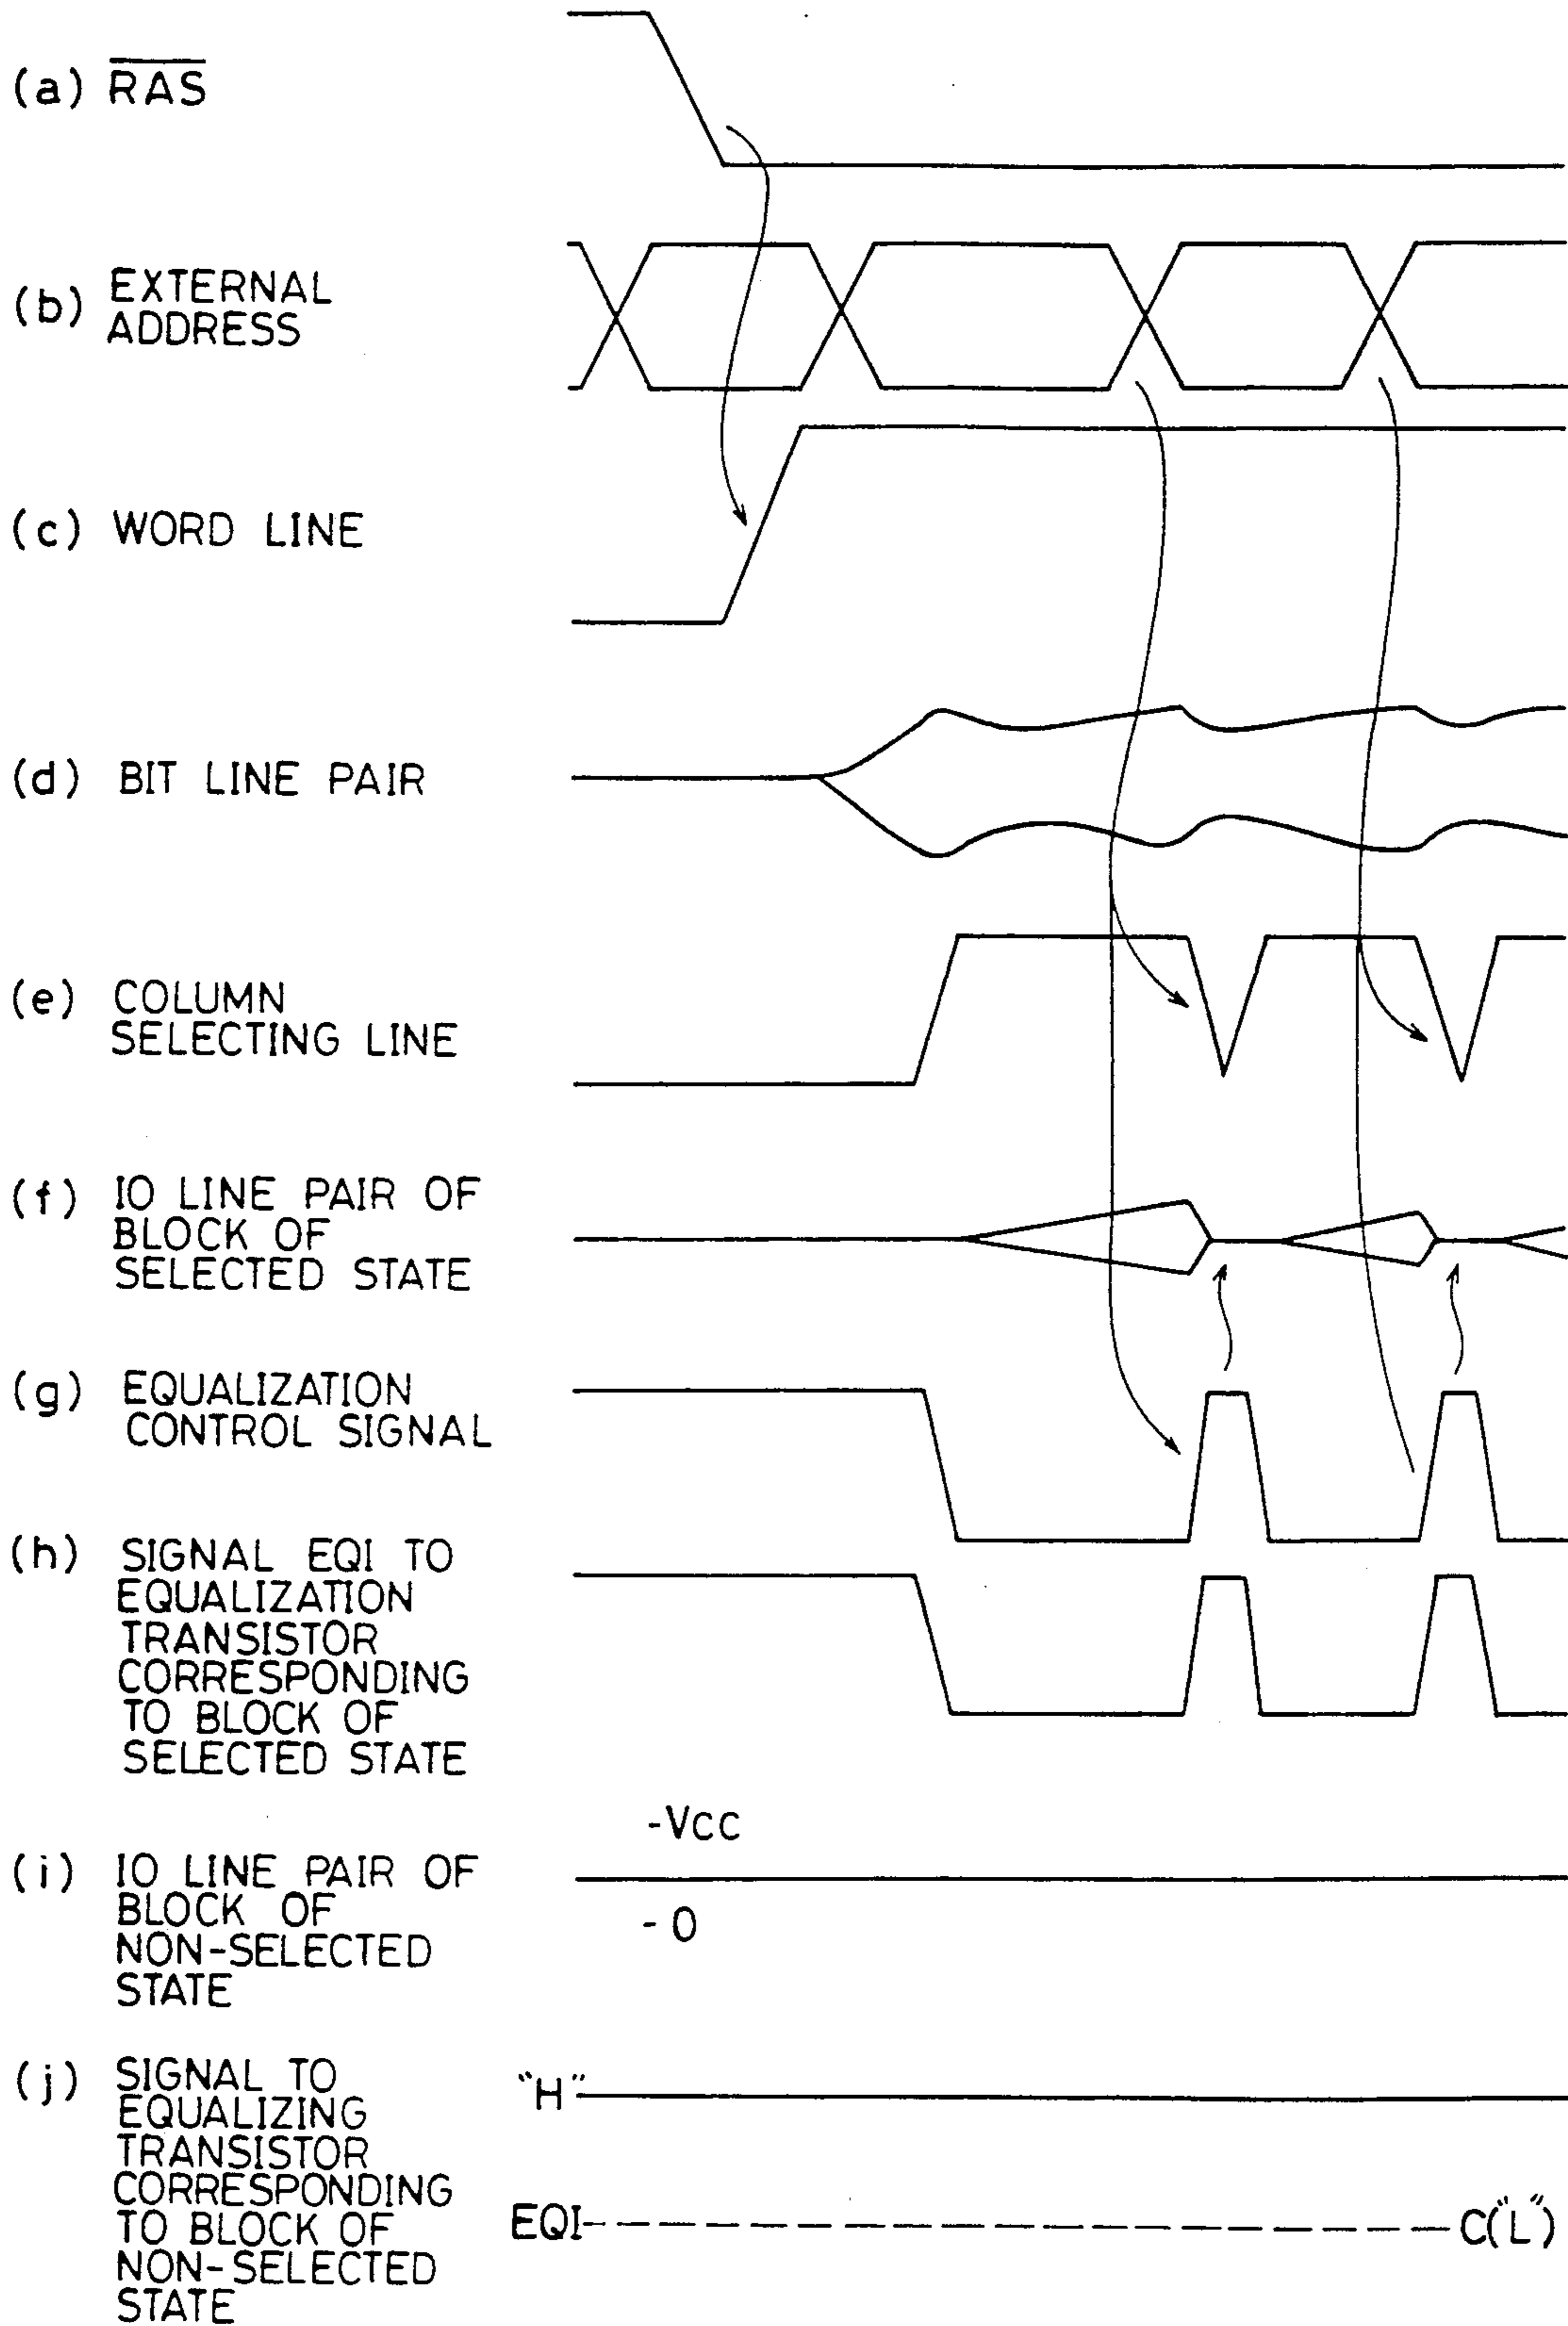 (a) RAS
(b) EXTERNAL
ADDRESS
(c) WORD LINE
(d) BIT LINE PAIR
(e) COLUMN
SELECTING LINE
(f) IO LINE PAIR OF
BLOCK OF
SELECTED STATE
(g) EQUALIZATION
CONTROL SIGNAL
(h) SIGNAL EQI TO
EQUALIZATION
TRANSISTOR
CORRESPONDING
TO BLOCK OF
SELECTED STATE
-Vcc
(i) IO LINE PAIR OF
BLOCK OF
NON-SELECTED
STATE
-0
(j) SIGNAL TO
EQUALIZING
TRANSISTOR
CORRESPONDING
TO BLOCK OF
NON-SELECTED
STATE
"H"
EQI
C("L")